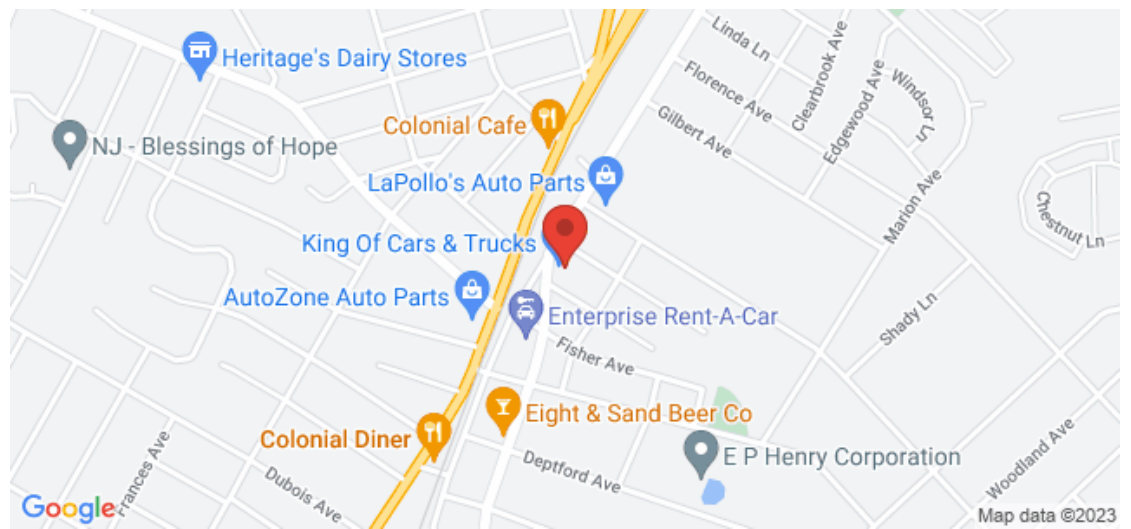 Linda Ln
Heritage's Dairy Stores
Florence Ave
Clearbrook Ave
Edgewood Ave
Windsor Ln
Colonial Cafe
Gilbert Ave
NJ - Blessings of Hope
LaPollo's Auto Parts
Marion Ave
Chestnut Ln
King Of Cars & Trucks
AutoZone Auto Parts
Enterprise Rent-A-Car
Shady Ln
Fisher Ave
Eight & Sand Beer Co
Colonial Diner
E P Henry Corporation
Frances Ave
Dubois Ave
Deptford Ave
Woodland Ave
Google
Map data ©2023